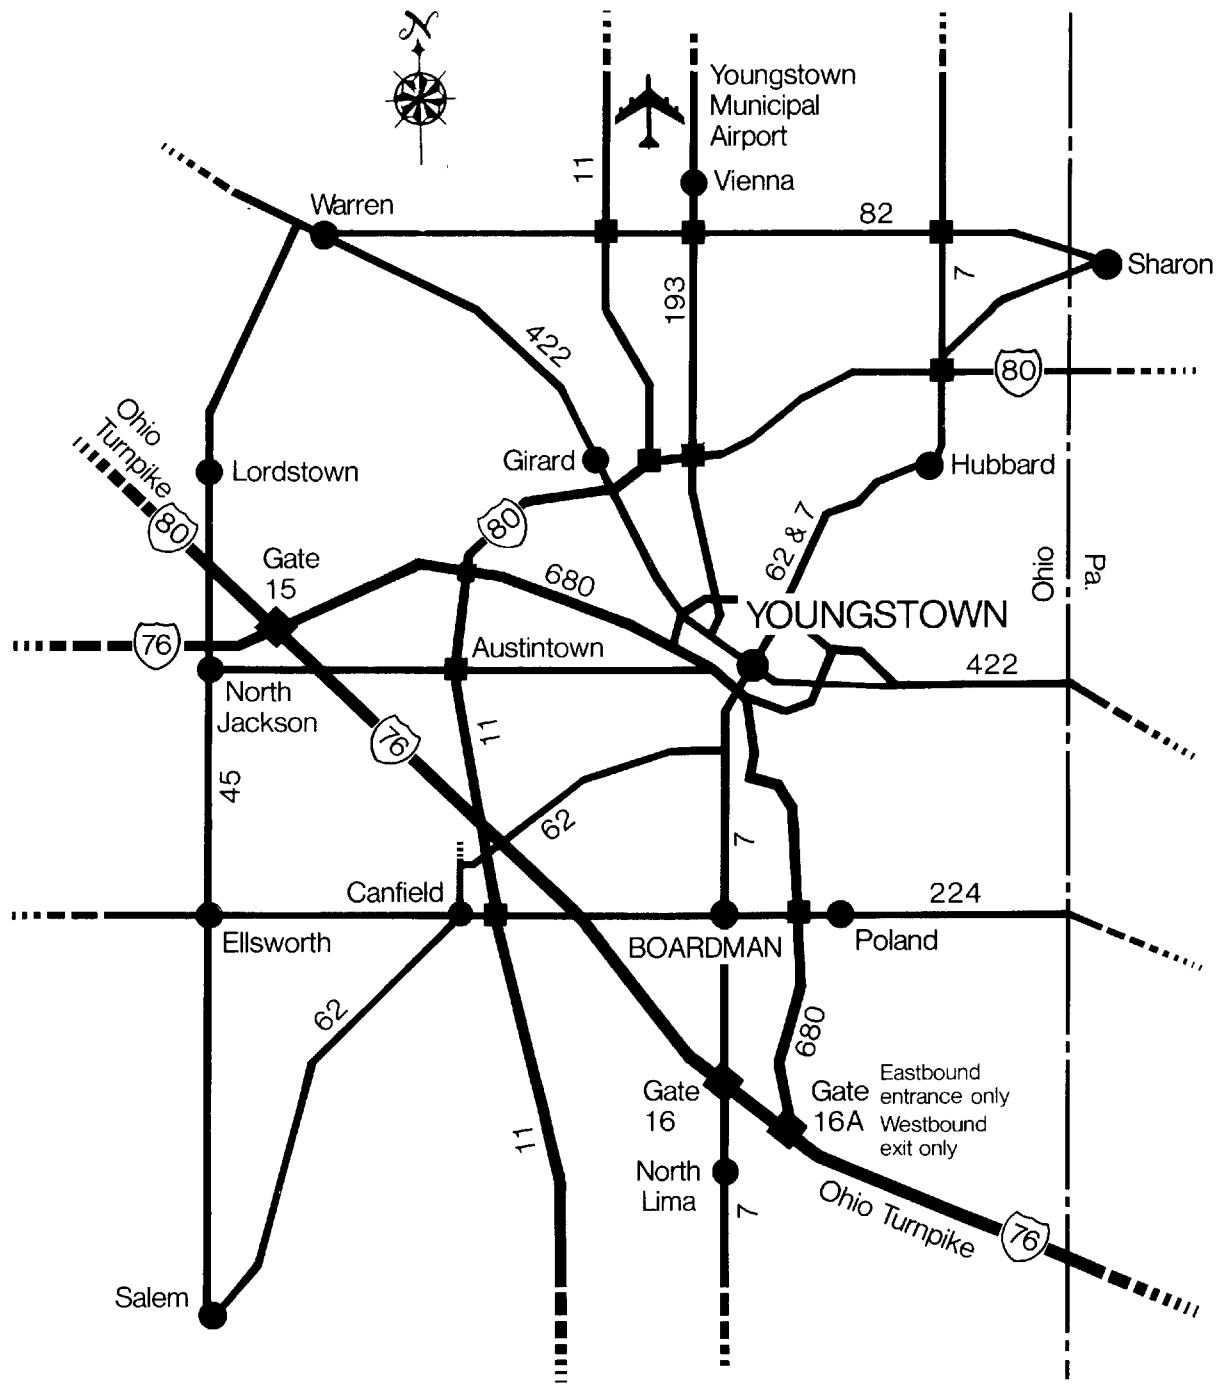 N
Youngstown
Municipal
Airport
11
Vienna
Warren
82
Sharon
7
193
422
80
Ohio
Turnpike
Girard
Hubbard
Lordstown
80
80
62 & 7
Gate
15
680
Ohio
Pa.
YOUNGSTOWN
76
Austintown
422
North
Jackson
11
76
45
62
7
Canfield
224
Ellsworth
BOARDMAN
Poland
62
680
Gate
16
Gate
16A
Eastbound
entrance only
Westbound
exit only
11
North
Lima
7
Ohio Turnpike
76
Salem